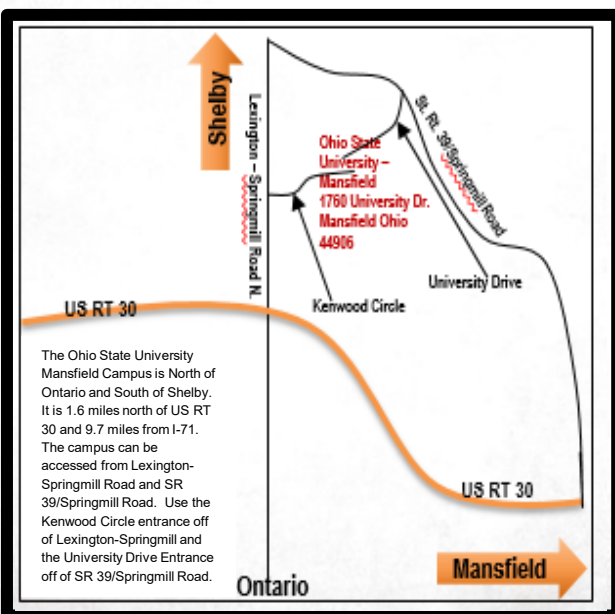 Shelby
Lexington – Springmill Road N.
St. Rt. 39/Springmill Road
Ohio State
University –
Mansfield
1760 University Dr.
Mansfield Ohio
44906
University Drive
Kenwood Circle
US RT 30
The Ohio State University
Mansfield Campus is North of
Ontario and South of Shelby.
It is 1.6 miles north of US RT
30 and 9.7 miles from I-71.
The campus can be
accessed from Lexington-
Springmill Road and SR
39/Springmill Road.  Use the
Kenwood Circle entrance off
of Lexington-Springmill and
the University Drive Entrance
off of SR 39/Springmill Road.
US RT 30
Mansfield
Ontario